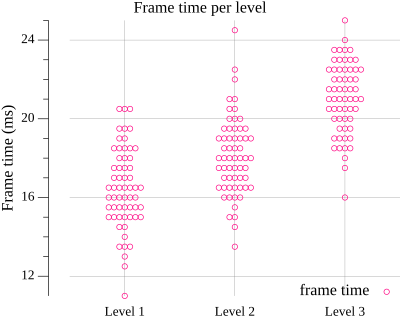 Frame time per level
Frame time (ms)
24
20
16
12
frame time
Level 1
Level 2
Level 3